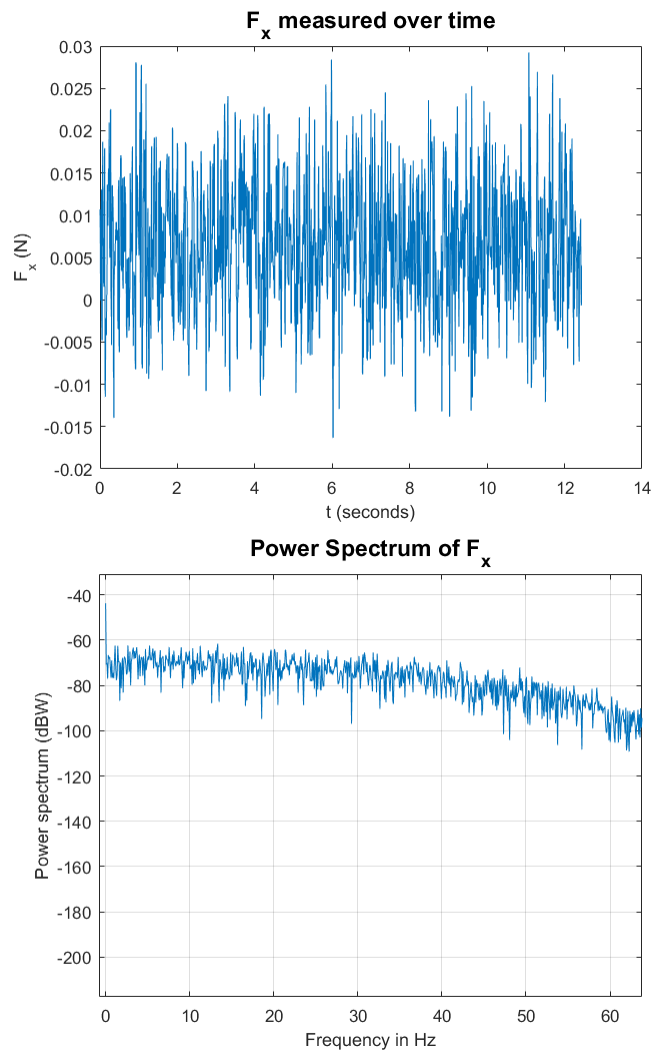 Fx measured over time
0.03
0.025
0.02
0.015
0.01
0.005
0
-0.005
-0.01
-0.015
-0.02
Fx (N)
0 2 4 6 8 10 12 14
t (seconds)
Power Spectrum of Fx
-40
-60
-80
-100
-120
-140
-160
-180
-200
Power spectrum (dBW)
0 10 20 30 40 50 60
Frequency in Hz